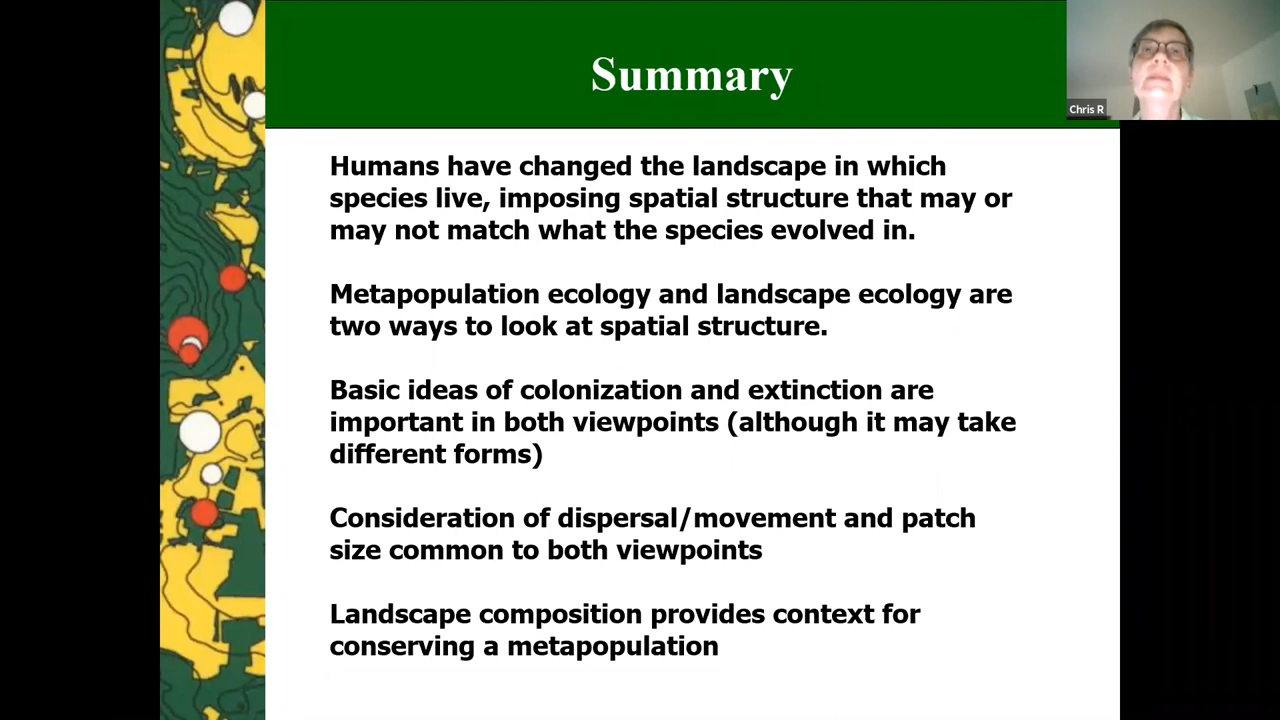 Summary
Chris R
Humans have changed the landscape in which
species live, imposing spatial structure that may or
may not match what the species evolved in.
Metapopulation ecology and landscape ecology are
two ways to look at spatial structure.
Basic ideas of colonization and extinction are
important in both viewpoints (although it may take
different forms)
Consideration of dispersal/movement and patch
size common to both viewpoints
Landscape composition provides context for
conserving a metapopulation